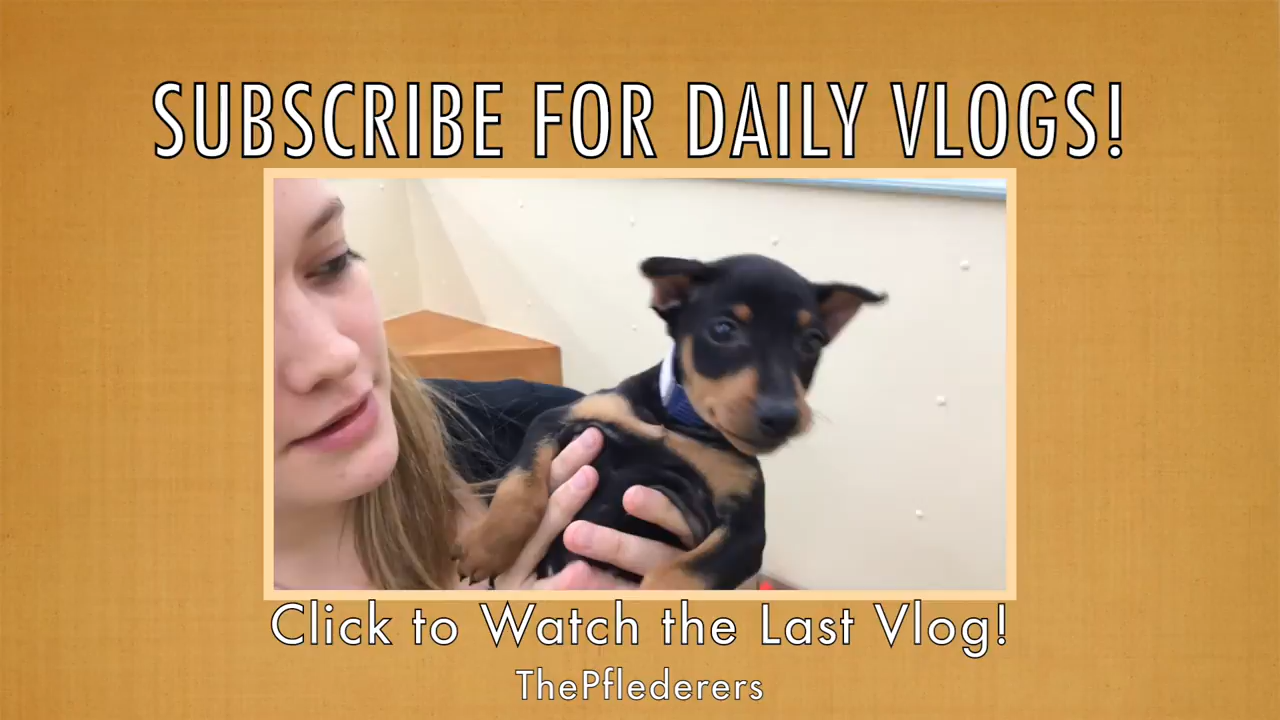 SUBSCRIBE FOR DAILY VLOGS!
Click to Watch the Last Vlog!
ThePflederers